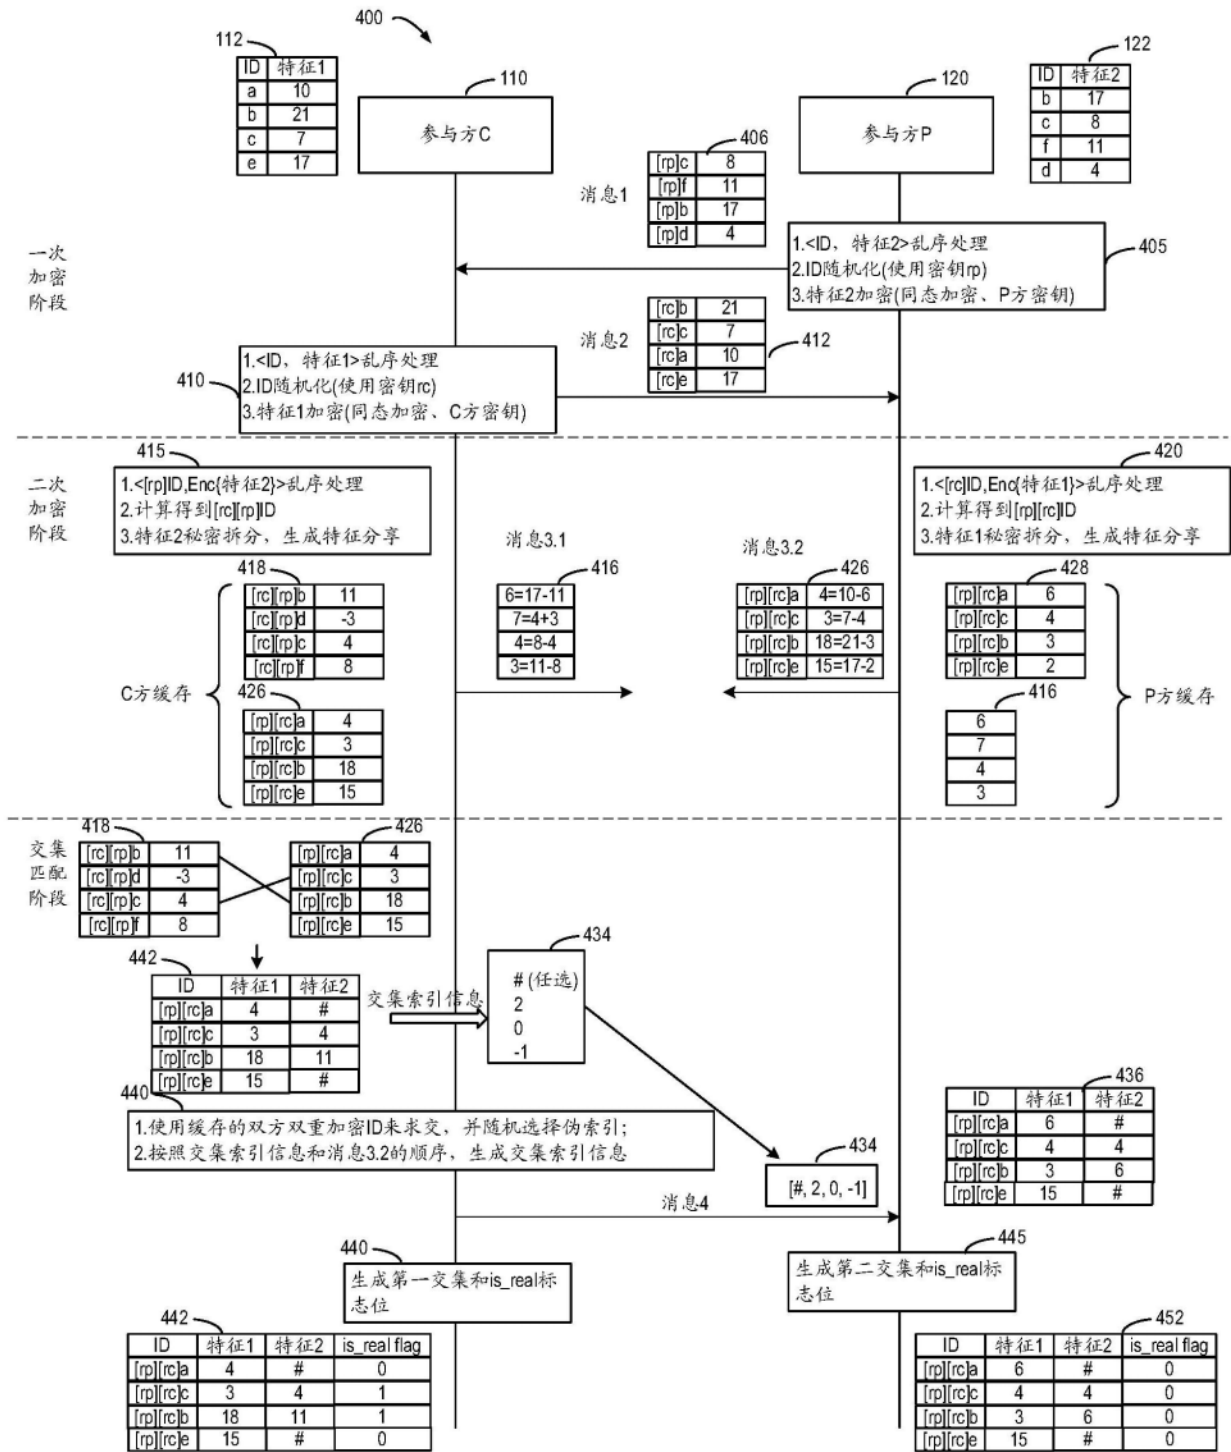 400
112
ID 特征1
a 10
b 21
c 7
e 17
110
参与方C
120
参与方P
122
ID 特征2
b 17
c 8
f 11
d 4
消息1
406
[rp]c 8
[rp]f 11
[rp]b 17
[rp]d 4
一次
加密
阶段
1.<ID, 特征2>乱序处理
2.ID随机化(使用密钥rp)
3.特征2加密(同态加密、P方密钥)
405
消息2
[rc]b 21
[rc]c 7
[rc]a 10
[rc]e 17
412
410
1.<ID, 特征1>乱序处理
2.ID随机化(使用密钥rc)
3.特征1加密(同态加密、C方密钥)
二次
加密
阶段
415
1.<[rp]ID,Enc{特征2}>乱序处理
2.计算得到[rc][rp]ID
3.特征2秘密拆分，生成特征分享
420
1.<[rc]ID,Enc{特征1}>乱序处理
2.计算得到[rp][rc]ID
3.特征1秘密拆分，生成特征分享
418
[rc][rp]b 11
[rc][rp]d -3
[rc][rp]c 4
[rc][rp]f 8
C方缓存
426
[rp][rc]a 4
[rp][rc]c 3
[rp][rc]b 18
[rp][rc]e 15
消息3.1
416
6=17-11
7=4+3
4=8-4
3=11-8
消息3.2
426
[rp][rc]a 4=10-6
[rp][rc]c 3=7-4
[rp][rc]b 18=21-3
[rp][rc]e 15=17-2
428
[rp][rc]a 6
[rp][rc]c 4
[rp][rc]b 3
[rp][rc]e 2
P方缓存
416
6
7
4
3
交集
匹配
阶段
418
[rc][rp]b 11
[rc][rp]d -3
[rc][rp]c 4
[rc][rp]f 8
426
[rp][rc]a 4
[rp][rc]c 3
[rp][rc]b 18
[rp][rc]e 15
442
ID 特征1 特征2
[rp][rc]a 4 #
[rp][rc]c 3 4
[rp][rc]b 18 11
[rp][rc]e 15 #
交集索引信息
434
# (任选)
2
0
-1
440
1.使用缓存的双方双重加密ID来求交，并随机选择伪索引；
2.按照交集索引信息和消息3.2的顺序，生成交集索引信息
434
[#, 2, 0, -1]
436
ID 特征1 特征2
[rp][rc]a 6 #
[rp][rc]c 4 4
[rp][rc]b 3 6
[rp][rc]e 15 #
消息4
440
生成第一交集和is_real标
志位
445
生成第二交集和is_real标
志位
442
ID 特征1 特征2 is_real flag
[rp][rc]a 4 # 0
[rp][rc]c 3 4 1
[rp][rc]b 18 11 1
[rp][rc]e 15 # 0
452
ID 特征1 特征2 is_real flag
[rp][rc]a 6 # 0
[rp][rc]c 4 4 0
[rp][rc]b 3 6 0
[rp][rc]e 15 # 0